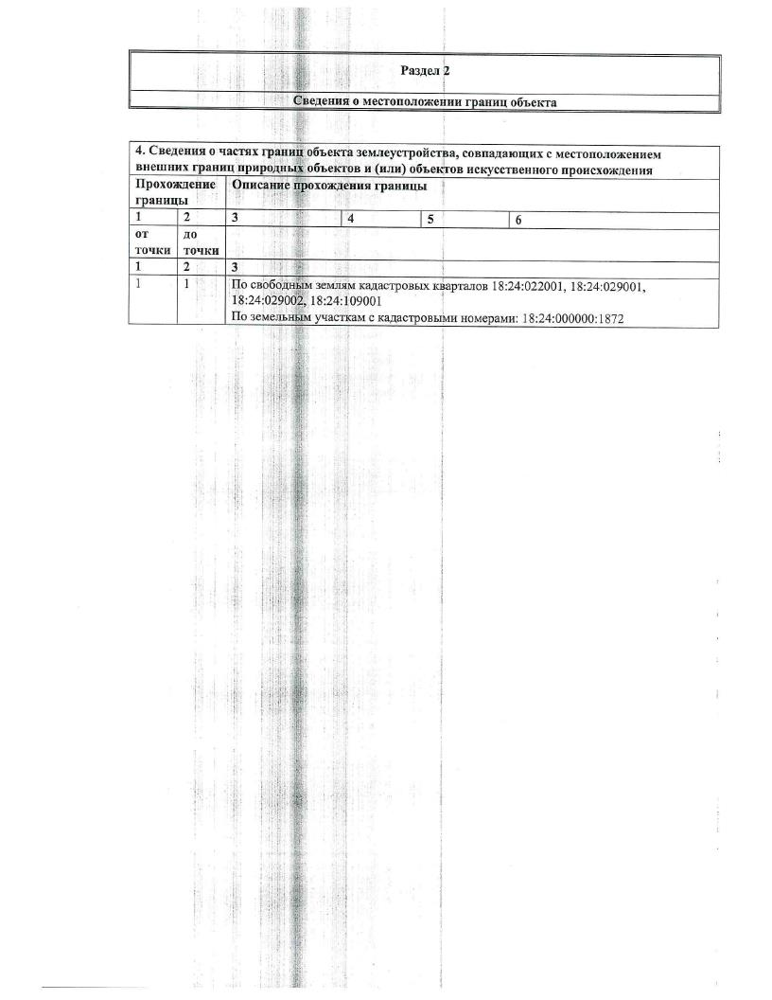 Раздел 2
Сведения о местоположении границ объекта
4. Сведения о частях границ объекта землеустройства, совпадающих с местоположением
внешних границ природных объектов и (или) объектов искусственного происхождения
Прохождение границы Описание прохождения границы
1 2 3 4 5 6
от точки до точки
1 2 3
1 1 По свободным землям кадастровых кварталов 18:24:022001, 18:24:029001,
18:24:029002, 18:24:109001
По земельным участкам с кадастровыми номерами: 18:24:000000:1872